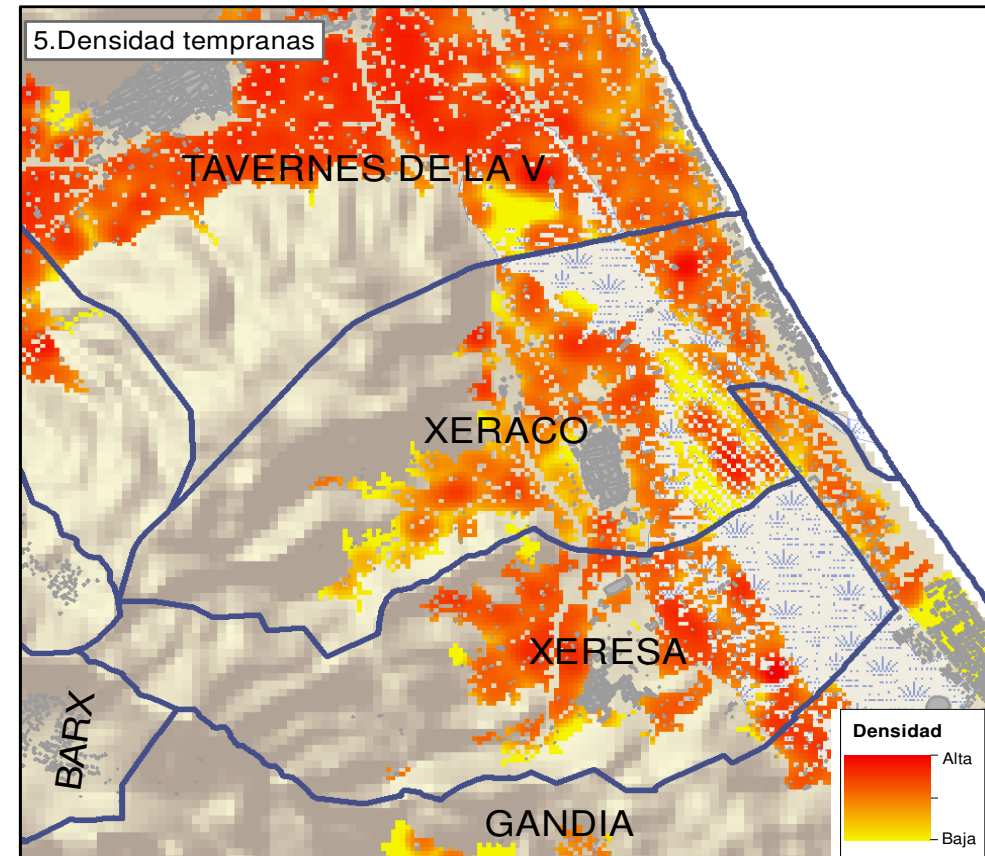 5.Densidad tempranas
TAVERNES DE LA V
XERACO
XERESA
BARX
GANDIA
Densidad
Alta
Baja